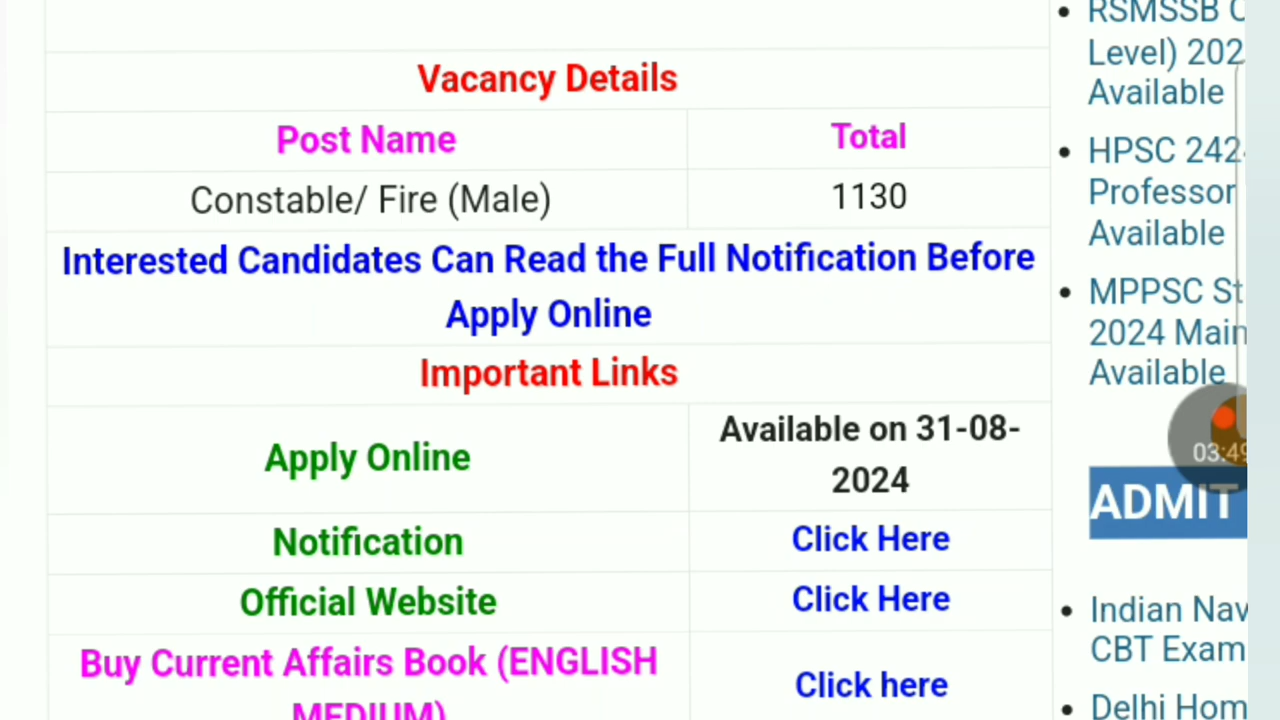 Vacancy Details
Post Name
Total
Constable/ Fire (Male)
1130
Interested Candidates Can Read the Full Notification Before
Apply Online
Important Links
Apply Online
Available on 31-08-
2024
Notification
Click Here
Official Website
Click Here
Buy Current Affairs Book (ENGLISH
MEDIUM)
Click here
RSMSSB
Level) 202
Available
HPSC 242
Professor
Available
MPPSC St
2024 Main
Available
03:49
ADMIT
Indian Nav
CBT Exam
Delhi Hom